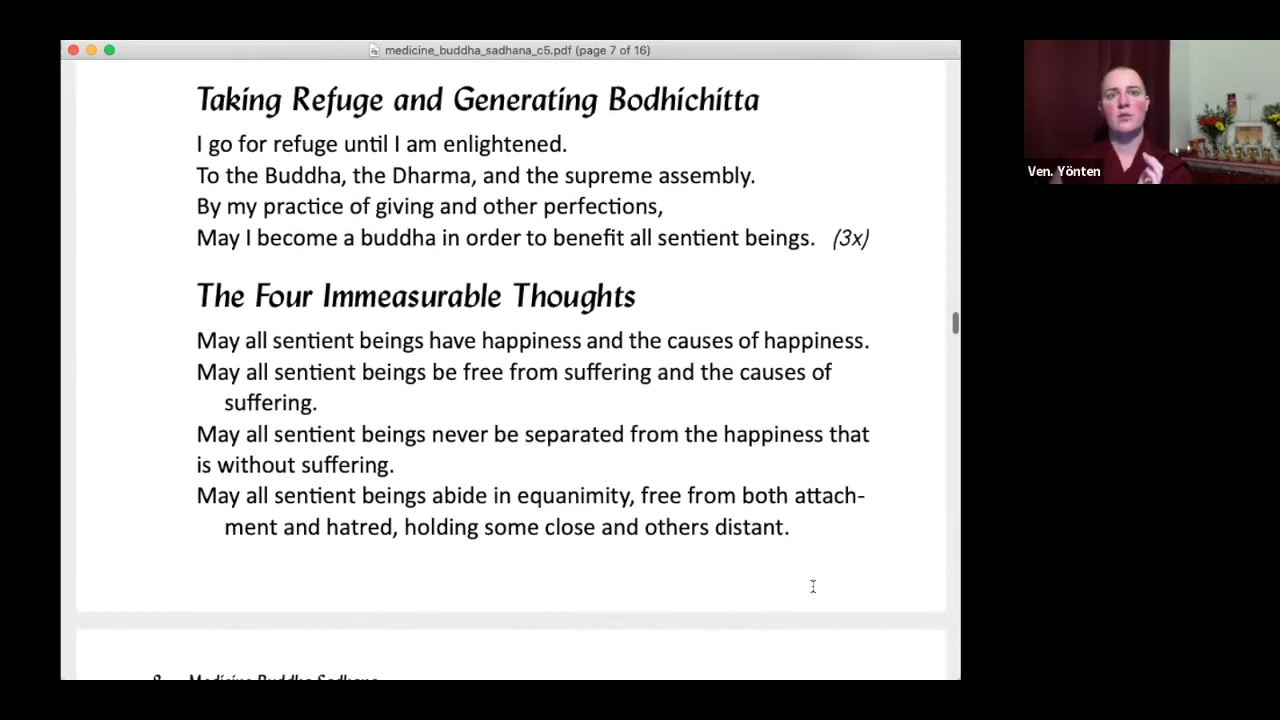 medicine_buddha_sadhana_c5.pdf (page 7 of 16)
Taking Refuge and Generating Bodhichitta
I go for refuge until I am enlightened.
To the Buddha, the Dharma, and the supreme assembly.
By my practice of giving and other perfections,
May I become a buddha in order to benefit all sentient beings. (3x)
The Four Immeasurable Thoughts
May all sentient beings have happiness and the causes of happiness.
May all sentient beings be free from suffering and the causes of
suffering.
May all sentient beings never be separated from the happiness that
is without suffering.
May all sentient beings abide in equanimity, free from both attach-
ment and hatred, holding some close and others distant.
8 Medicine Buddha Sadhana
Ven. Yönten